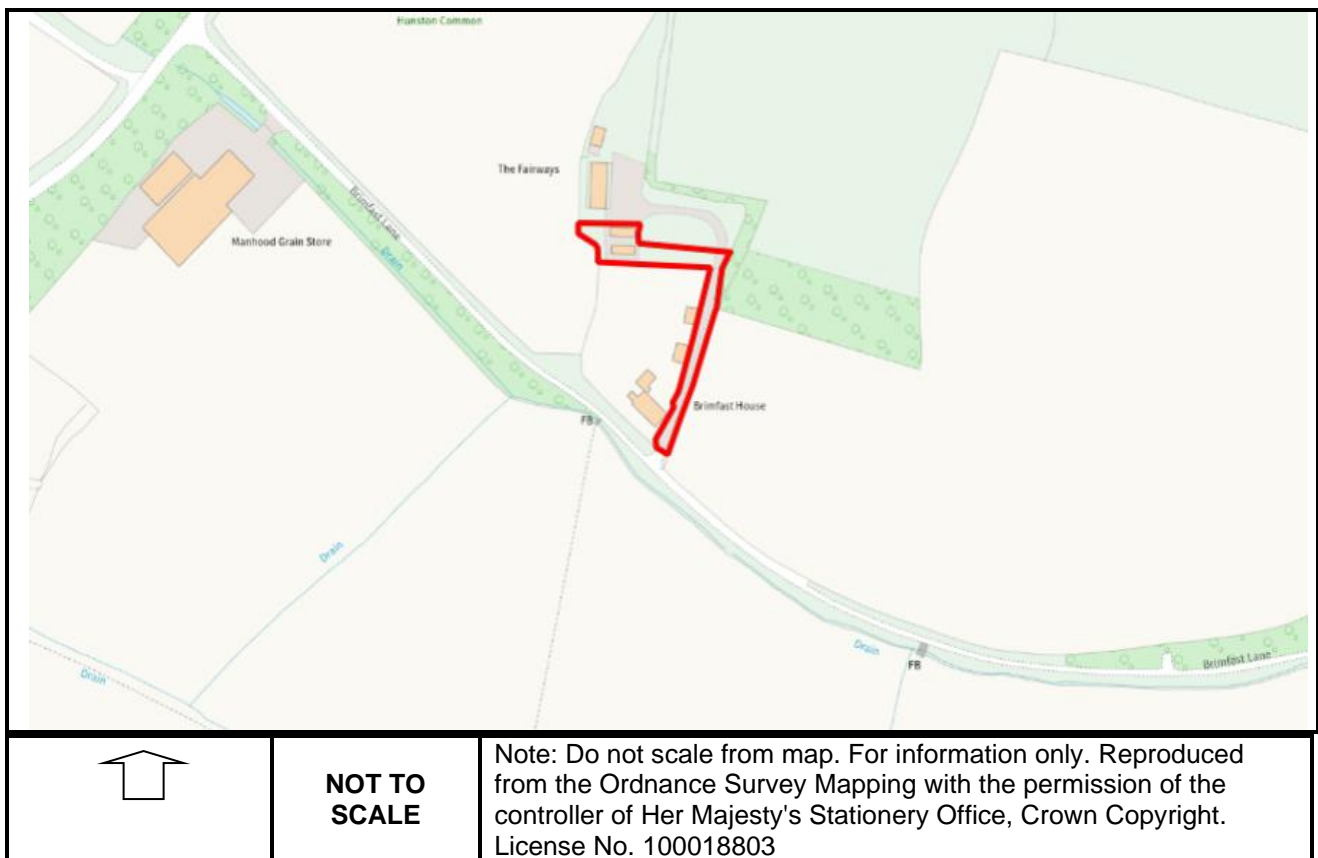 Hunston Common
The Fairways
Brimfast Lane
Manhood Grain Store
Drain
Brimfast House
FB
Drain
Drain
FB
Brimfast Lane
Drain
NOT TO
SCALE
Note: Do not scale from map. For information only. Reproduced
from the Ordnance Survey Mapping with the permission of the
controller of Her Majesty's Stationery Office, Crown Copyright.
License No. 100018803